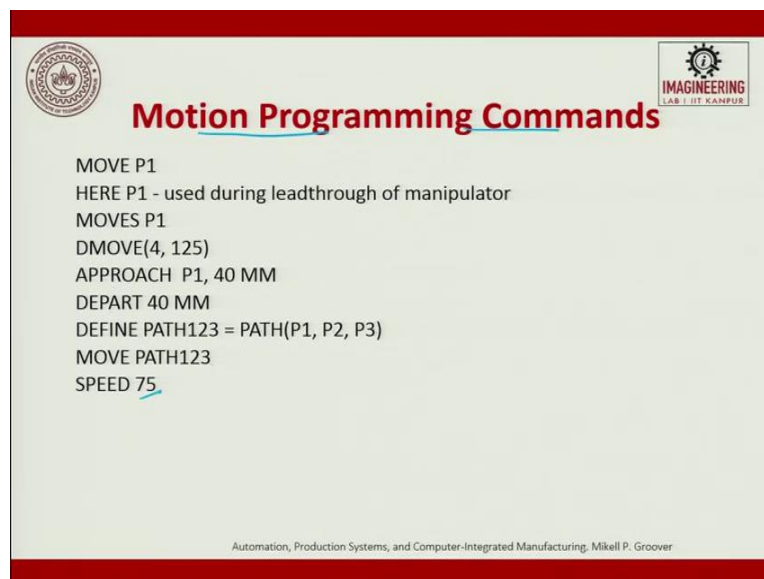 IMAGINEERING
LAB | IIT KANPUR
Motion Programming Commands
MOVE P1
HERE P1 - used during leadthrough of manipulator
MOVES P1
DMOVE(4, 125)
APPROACH P1, 40 MM
DEPART 40 MM
DEFINE PATH123 = PATH(P1, P2, P3)
MOVE PATH123
SPEED 75
Automation, Production Systems, and Computer-Integrated Manufacturing. Mikell P. Groover